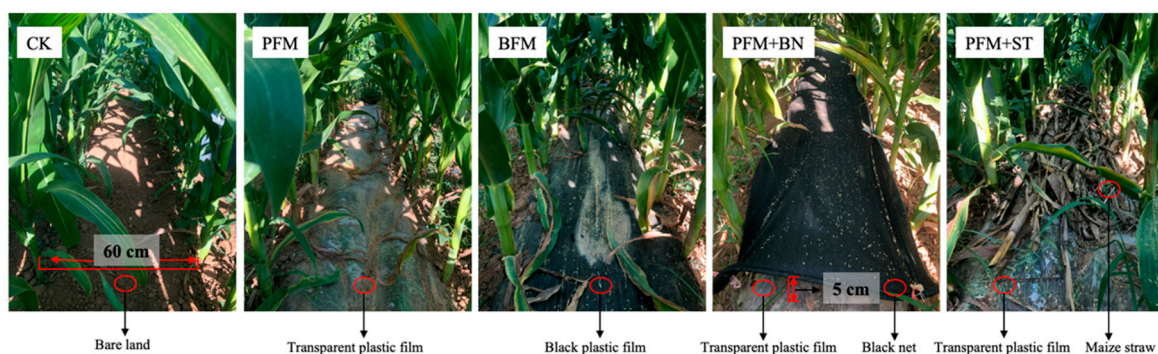 CK
PFM
BFM
PFM+BN
PFM+ST
60 cm
5 cm
Bare land
Transparent plastic film
Black plastic film
Transparent plastic film
Black net
Transparent plastic film
Maize straw